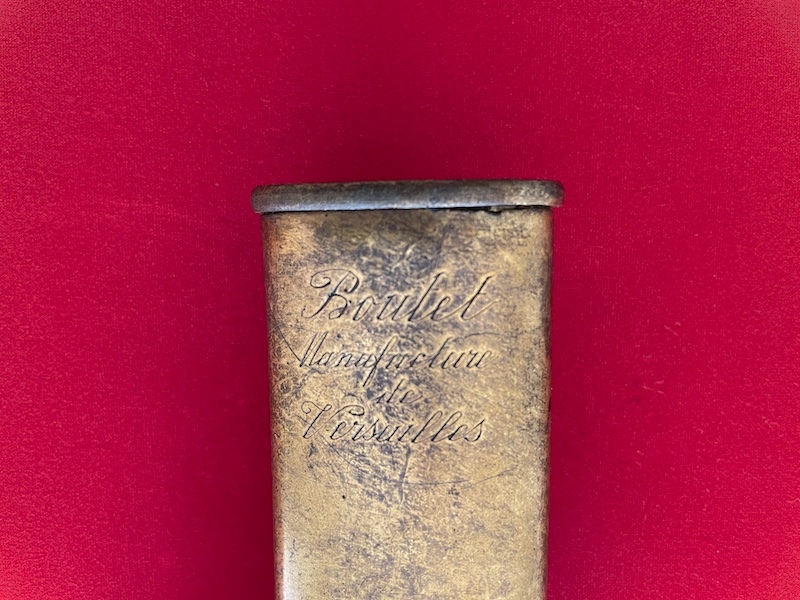 Boutet
Manufacture
de
Versailles